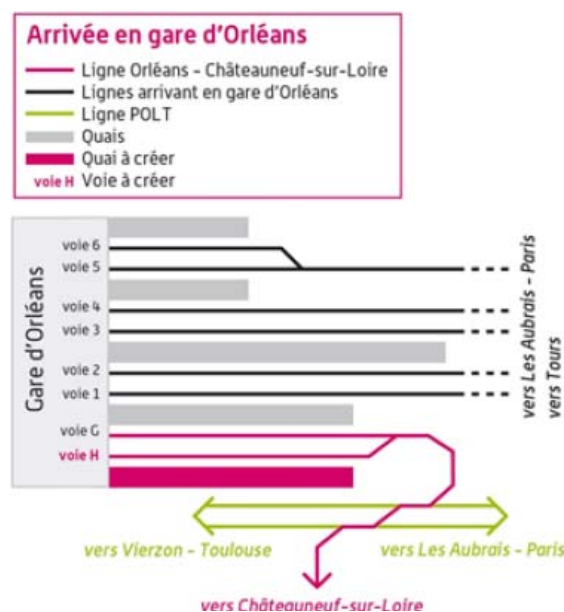 Arrivée en gare d'Orléans
Ligne Orléans - Châteauneuf-sur-Loire
Lignes arrivant en gare d'Orléans
Ligne POLT
Quais
Quai à créer
voie H Voie à créer
Gare d'Orléans
voie 6
voie 5
voie 4
voie 3
voie 2
voie 1
voie G
voie H
vers Les Aubrais - Paris
vers Tours
vers Vierzon - Toulouse
vers Les Aubrais - Paris
vers Châteauneuf-sur-Loire